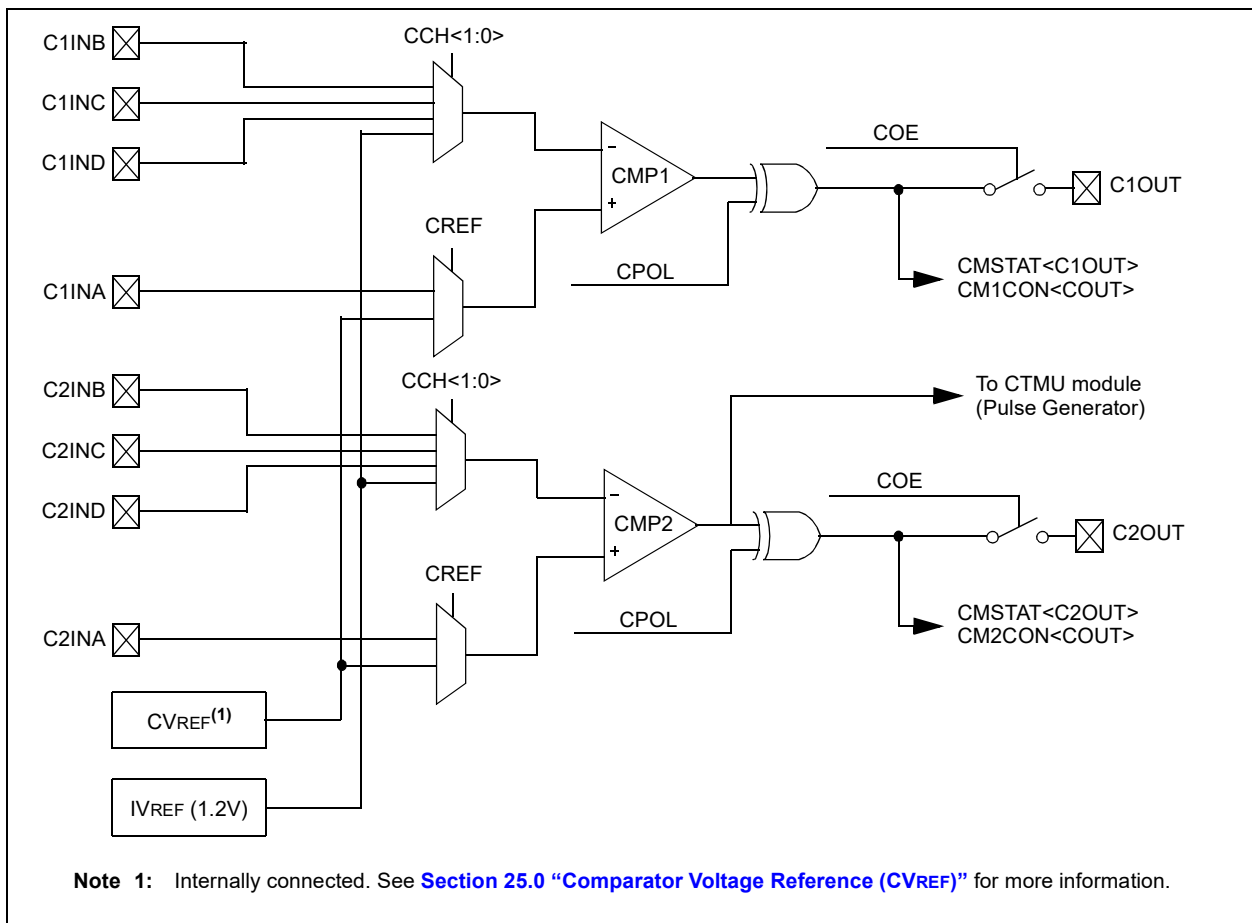 C1INB
CCH<1:0>
C1INC
C1IND
COE
−
CMP1
+
C1OUT
CREF
CPOL
CMSTAT<C1OUT>
CM1CON<COUT>
C1INA
C2INB
CCH<1:0>
To CTMU module
(Pulse Generator)
C2INC
C2IND
COE
−
CMP2
+
C2OUT
CREF
CPOL
CMSTAT<C2OUT>
CM2CON<COUT>
C2INA
CVREF(1)
IVREF (1.2V)
Note 1: Internally connected. See Section 25.0 “Comparator Voltage Reference (CVREF)” for more information.